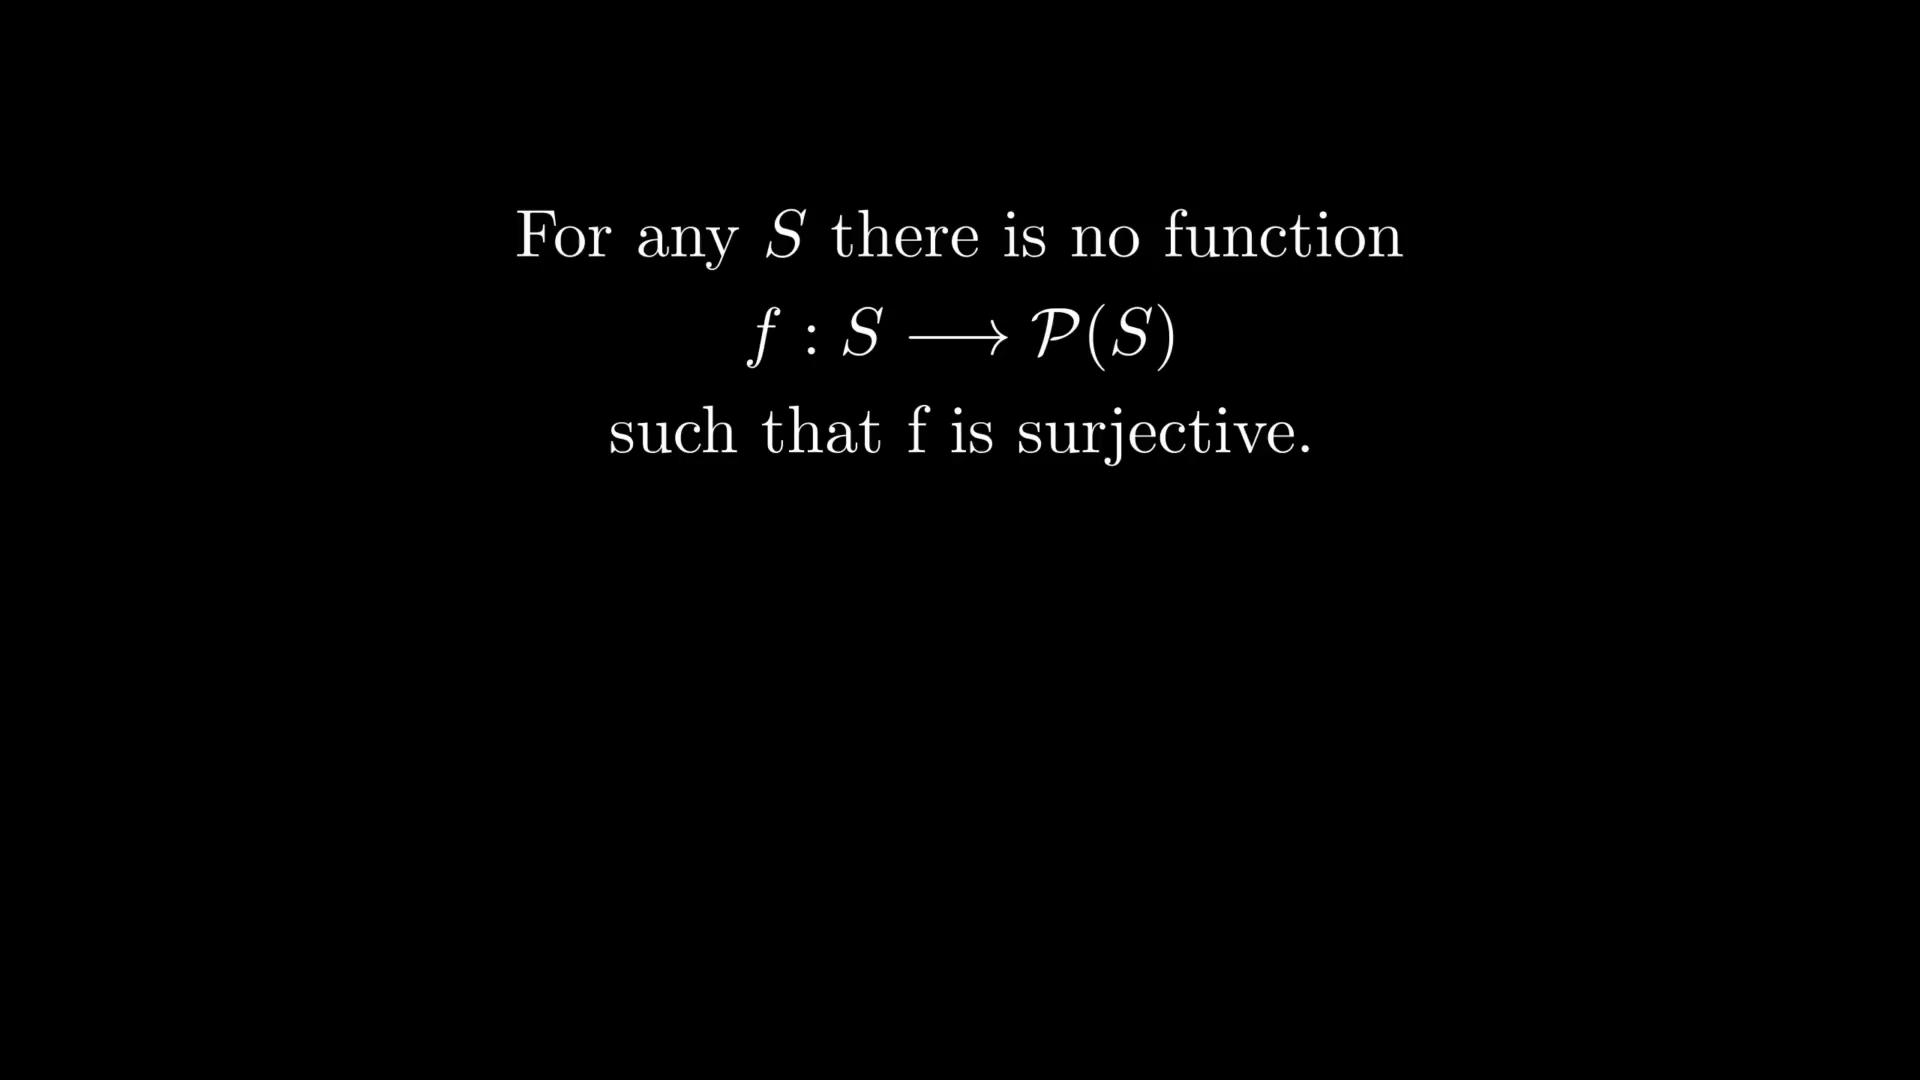 For any S there is no function
f : S ⟶ 𝒫(S)
such that f is surjective.